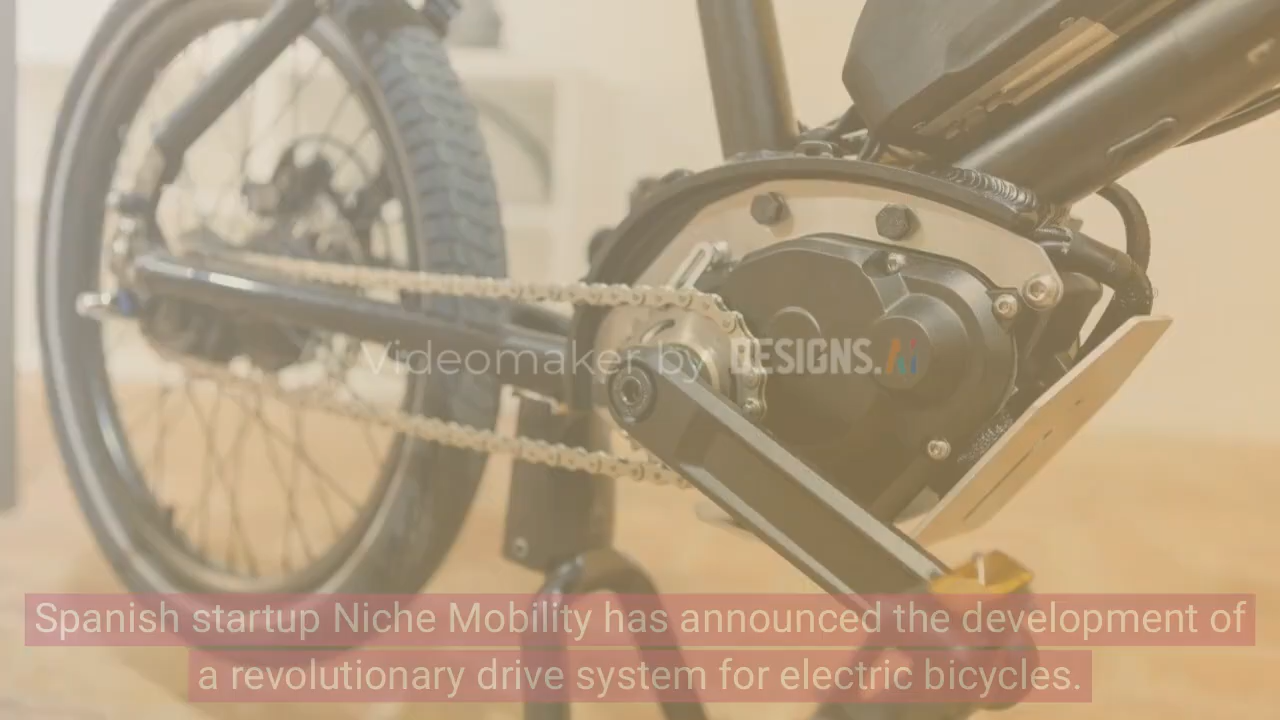 Videomaker by DESIGNS.Ai
Spanish startup Niche Mobility has announced the development of
a revolutionary drive system for electric bicycles.